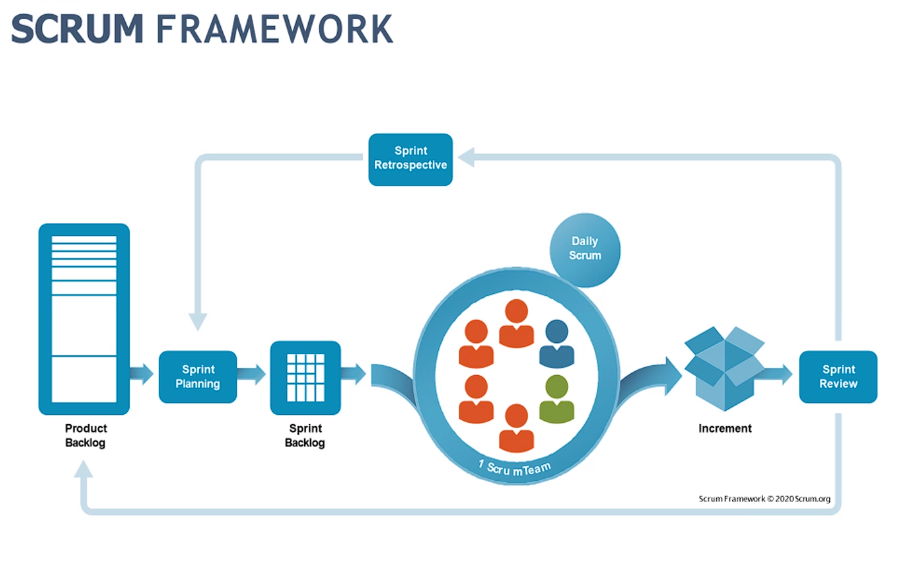 SCRUM FRAMEWORK
Sprint
Retrospective
Daily
Scrum
Sprint
Planning
Sprint
Review
Product
Backlog
Sprint
Backlog
Increment
1 Scru mTeam
Scrum Framework © 2020 Scrum.org